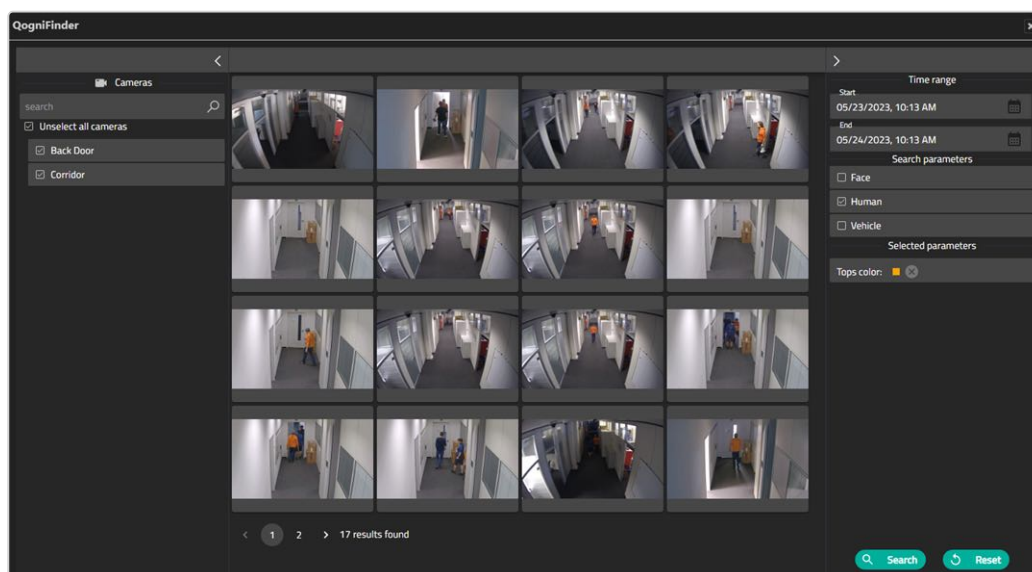 QogniFinder
Cameras
search
Unselect all cameras
Back Door
Corridor
1 2 17 results found
Time range
Start
05/23/2023, 10:13 AM
End
05/24/2023, 10:13 AM
Search parameters
Face
Human
Vehicle
Selected parameters
Tops color:
Search Reset